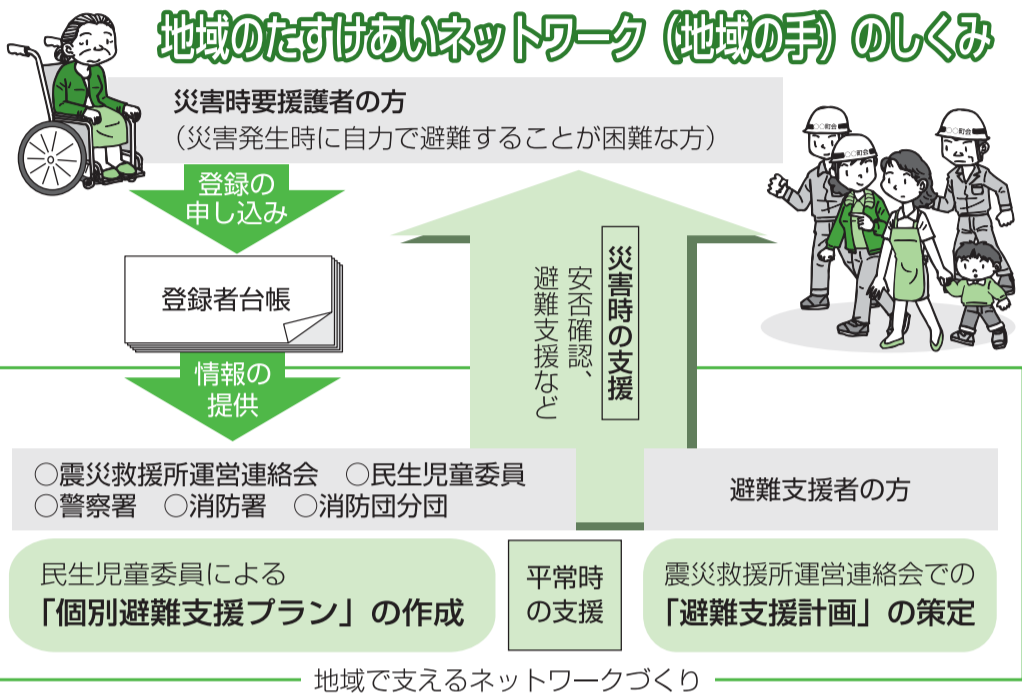 地域のたすけあいネットワーク（地域の手）のしくみ
災害時要援護者の方
（災害発生時に自力で避難することが困難な方）
登録の
申し込み
登録者台帳
情報の
提供
災害時の支援
安否確認、
避難支援など
○○町会
○○町会
○○町会
○震災救援所運営連絡会　○民生児童委員
○警察署　○消防署　○消防団分団
避難支援者の方
民生児童委員による
「個別避難支援プラン」の作成
平常時
の支援
震災救援所運営連絡会での
「避難支援計画」の策定
地域で支えるネットワークづくり